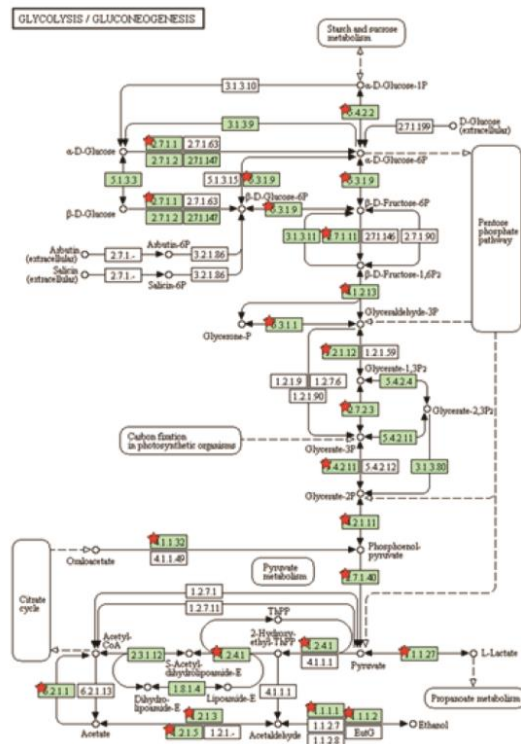 GLYCOLYSIS / GLUCONEOGENESIS
Starch and sucrose
metabolism
α-D-Glucose-1P
3.1.3.10
5.4.2.2
3.1.3.9
2.7.1.199
D-Glucose
(extracellular)
α-D-Glucose
2.7.1.1
2.7.1.63
2.7.1.2
2.7.1.147
α-D-Glucose-6P
5.1.3.3
5.1.3.15
5.3.1.9
5.3.1.9
β-D-Glucose-6P
β-D-Fructose-6P
β-D-Glucose
2.7.1.1
2.7.1.63
2.7.1.2
2.7.1.147
5.3.1.9
3.1.3.11
2.7.1.11
2.7.1.146
2.7.1.90
Pentose
phosphate
pathway
Arbutin
(extracellular)
2.7.1.-
Arbutin-6P
3.2.1.86
Salicin
(extracellular)
2.7.1.-
Salicin-6P
3.2.1.86
β-D-Fructose-1,6P2
4.1.2.13
Glyceraldehyde-3P
Glycerone-P
5.3.1.1
1.2.1.12
1.2.1.59
1.2.1.9
1.2.7.6
1.2.1.90
Glycerate-1,3P2
5.4.2.4
2.7.2.3
Glycerate-2,3P2
Carbon fixation
in photosynthetic organisms
Glycerate-3P
5.4.2.11
5.4.2.11
5.4.2.12
3.1.3.80
Glycerate-2P
4.2.1.11
4.1.1.32
4.1.1.49
Oxaloacetate
Phosphoenol-
pyruvate
Citrate
cycle
Pyruvate
metabolism
2.7.1.40
1.2.7.1
1.2.7.11
ThPP
Acetyl-
CoA
2.3.1.12
S-Acetyl-
dihydrolipoamide-E
1.2.4.1
2-Hydroxy-
ethyl-ThPP
1.2.4.1
4.1.1.1
Pyruvate
1.1.1.27
L-Lactate
6.2.1.1
6.2.1.13
Dihydro-
lipoamide-E
1.8.1.4
Lipoamide-E
4.1.1.1
Propanoate metabolism
Acetate
1.2.1.3
1.2.1.5
1.2.1.-
Acetaldehyde
1.1.1.1
1.1.1.2
1.1.2.7
EutG
1.1.2.8
Ethanol